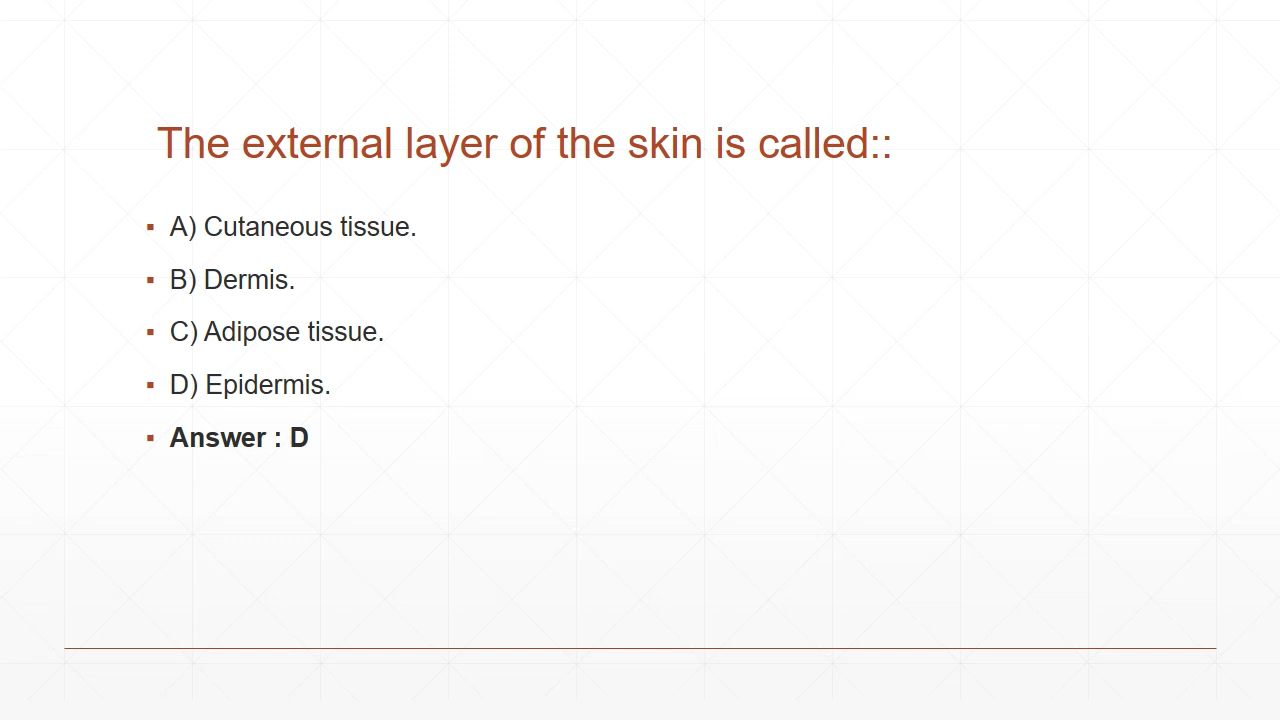 The external layer of the skin is called::
▪ A) Cutaneous tissue.
▪ B) Dermis.
▪ C) Adipose tissue.
▪ D) Epidermis.
▪ Answer : D